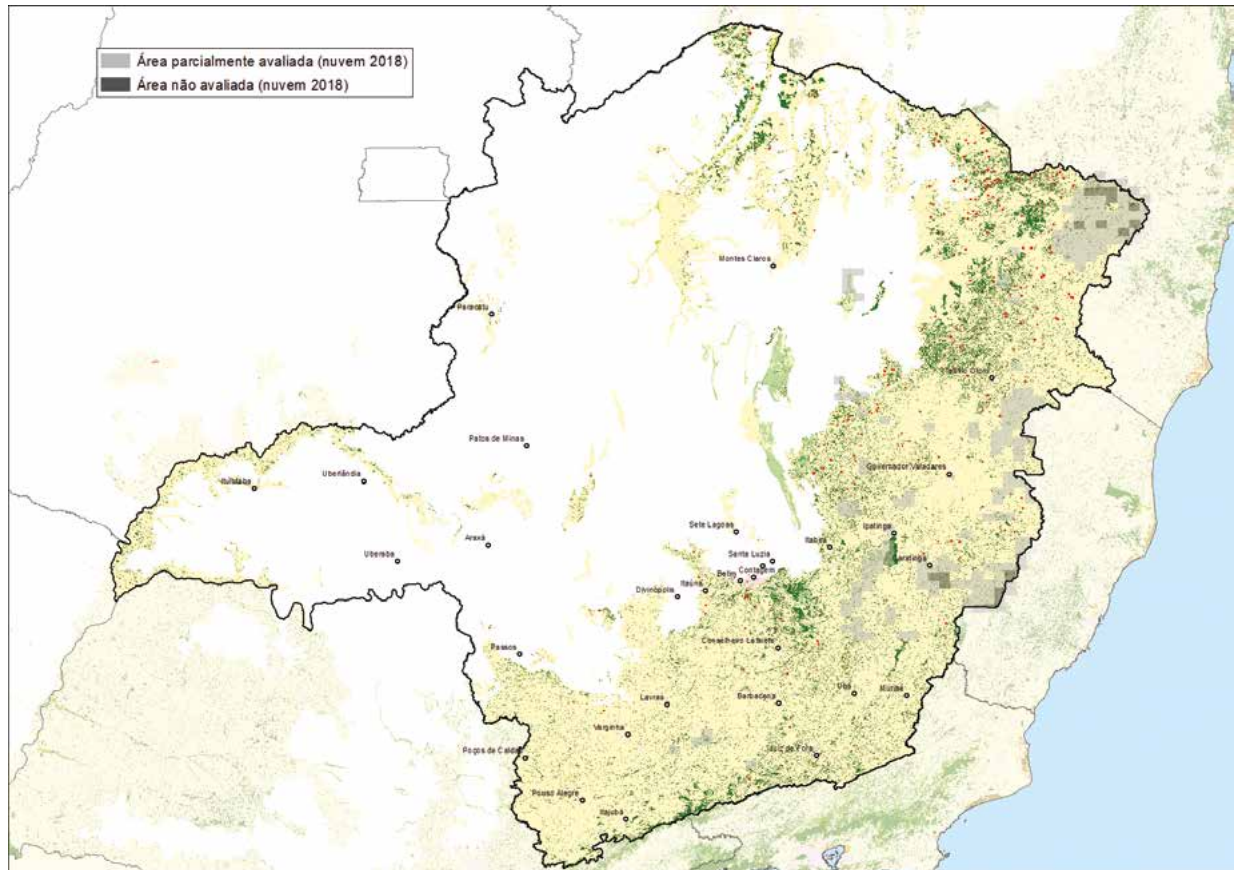 Área parcialmente avaliada (nuvem 2018)
Área não avaliada (nuvem 2018)
Montes Claros
Paracatu
Patos de Minas
Uberlândia
Ituiutaba
Governador Valadares
Sete Lagoas
Ipatinga
Araxá
Itabira
Uberaba
Santa Luzia
Caratinga
Contagem
Betim
Itaúna
Divinópolis
Conselheiro Lafaiete
Passos
Ubá
Muriaé
Lavras
Barbacena
Varginha
Poços de Caldas
Juiz de Fora
Pouso Alegre
Itajubá